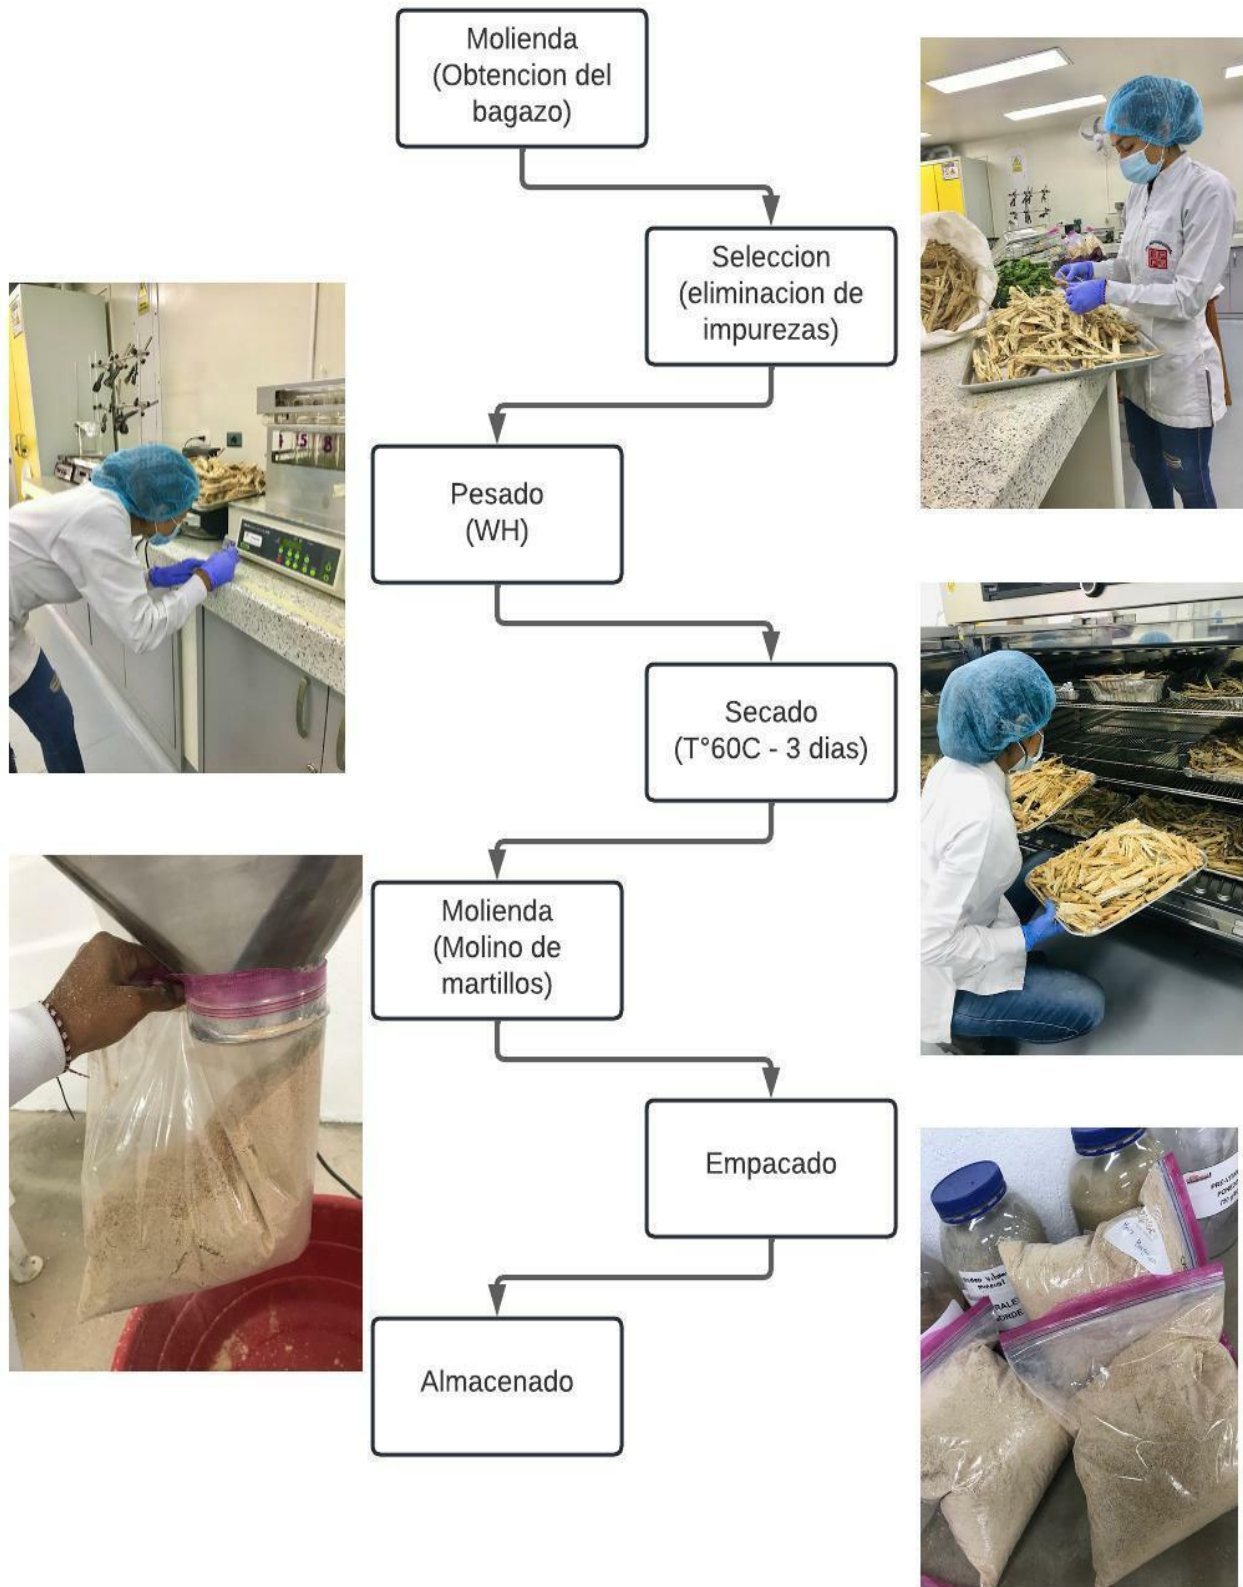 Molienda
(Obtencion del
bagazo)
Seleccion
(eliminacion de
impurezas)
Pesado
(WH)
Secado
(T°60C - 3 dias)
Molienda
(Molino de
martillos)
Empacado
Almacenado